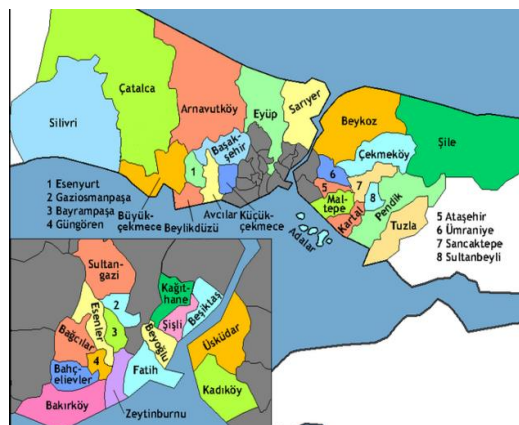 Silivri
Çatalca
Arnavutköy
Eyüp
Sarıyer
Başak-
şehir
1
Beykoz
Şile
Çekmeköy
6
5
7
8
Mal-
tepe
Kartal
Pendik
Tuzla
Adalar
1 Esenyurt
2 Gaziosmanpaşa
3 Bayrampaşa
4 Güngören
Büyük-
çekmece
Beylikdüzü
Avcılar
Küçük-
çekmece
5 Ataşehir
6 Ümraniye
7 Sancaktepe
8 Sultanbeyli
Sultan-
gazi
Esenler
2
3
Bağcılar
4
Bahç-
elievler
Bakırköy
Zeytinburnu
Fatih
Beyoğlu
Şişli
Kağıt-
hane
Beşiktaş
Üsküdar
Kadıköy